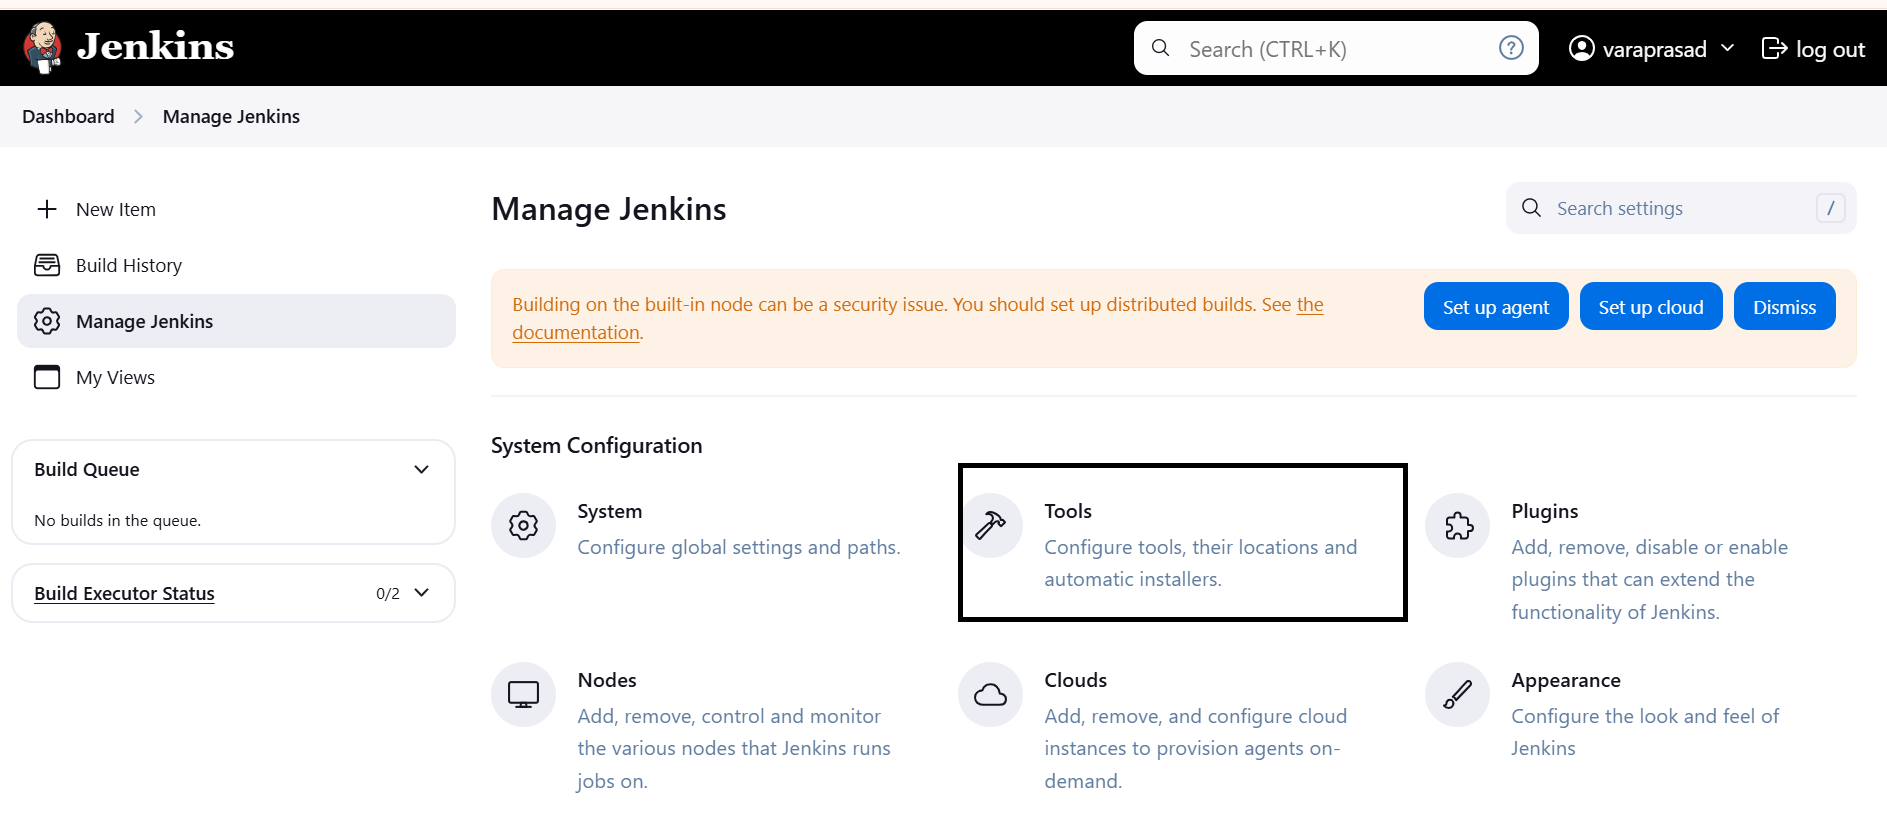 Jenkins
Search (CTRL+K)
?
varaprasad
log out
Dashboard
Manage Jenkins
New Item
Build History
Manage Jenkins
My Views
Build Queue
No builds in the queue.
Build Executor Status
0/2
Manage Jenkins
Search settings
/
Building on the built-in node can be a security issue. You should set up distributed builds. See the
documentation.
Set up agent
Set up cloud
Dismiss
System Configuration
System
Configure global settings and paths.
Tools
Configure tools, their locations and
automatic installers.
Plugins
Add, remove, disable or enable
plugins that can extend the
functionality of Jenkins.
Nodes
Add, remove, control and monitor
the various nodes that Jenkins runs
jobs on.
Clouds
Add, remove, and configure cloud
instances to provision agents on-
demand.
Appearance
Configure the look and feel of
Jenkins